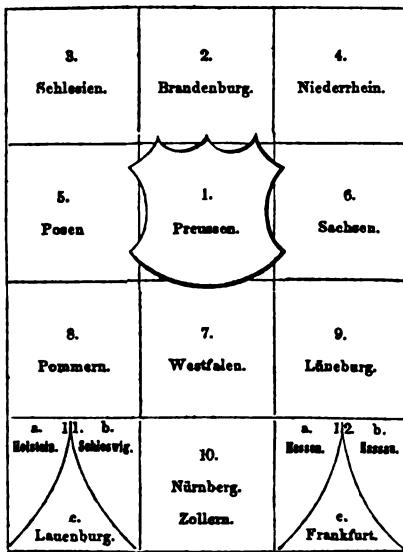 3. 2. 4.
Schlesien. Brandenburg. Niederrhein.
5. 1. 6.
Posen Preussen. Sachsen.
8. 7. 9.
Pommern. Westfalen. Lüneburg.
a. 11. b. 10. a. 12. b.
Holstein. Schleswig. Nürnberg. Hessen. Nassau.
c. Zollern. c.
Lauenburg. Frankfurt.